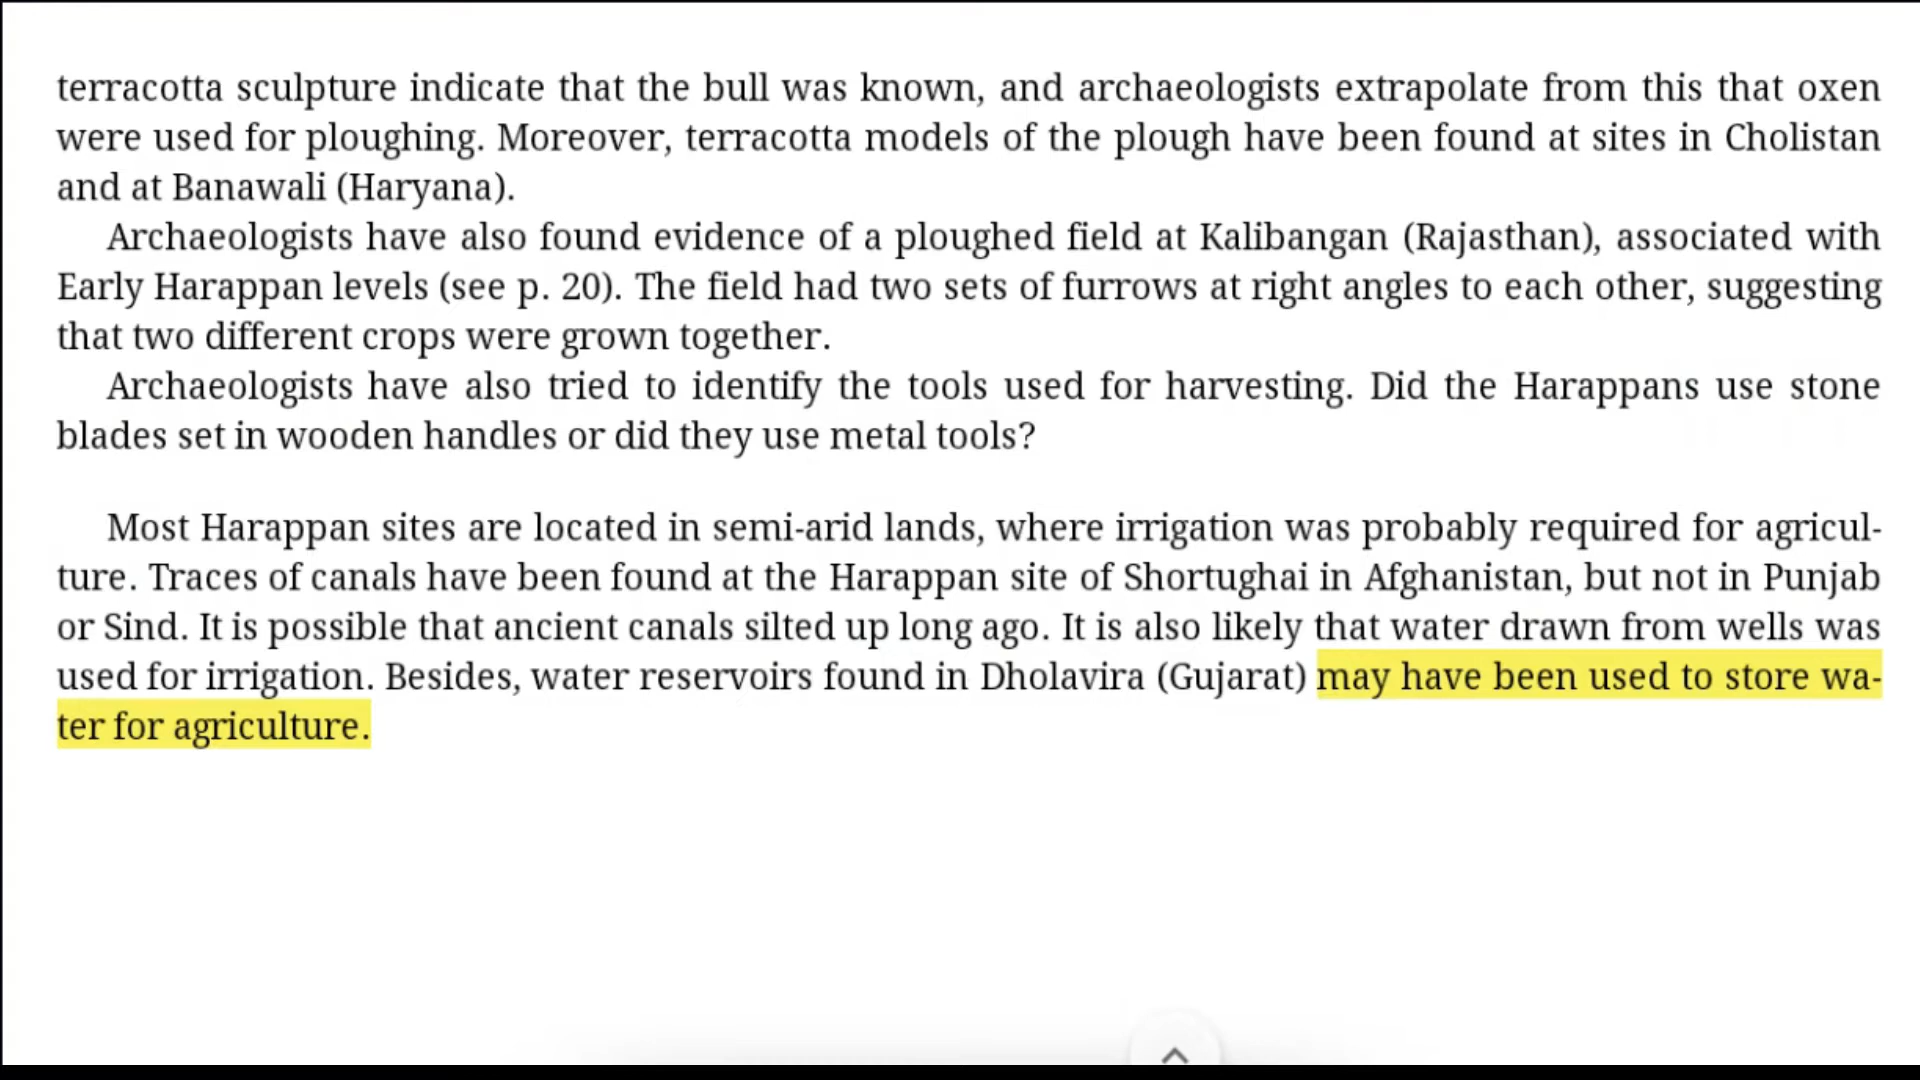 terracotta sculpture indicate that the bull was known, and archaeologists extrapolate from this that oxen
were used for ploughing. Moreover, terracotta models of the plough have been found at sites in Cholistan
and at Banawali (Haryana).
Archaeologists have also found evidence of a ploughed field at Kalibangan (Rajasthan), associated with
Early Harappan levels (see p. 20). The field had two sets of furrows at right angles to each other, suggesting
that two different crops were grown together.
Archaeologists have also tried to identify the tools used for harvesting. Did the Harappans use stone
blades set in wooden handles or did they use metal tools?
Most Harappan sites are located in semi-arid lands, where irrigation was probably required for agricul-
ture. Traces of canals have been found at the Harappan site of Shortughai in Afghanistan, but not in Punjab
or Sind. It is possible that ancient canals silted up long ago. It is also likely that water drawn from wells was
used for irrigation. Besides, water reservoirs found in Dholavira (Gujarat) may have been used to store wa-
ter for agriculture.